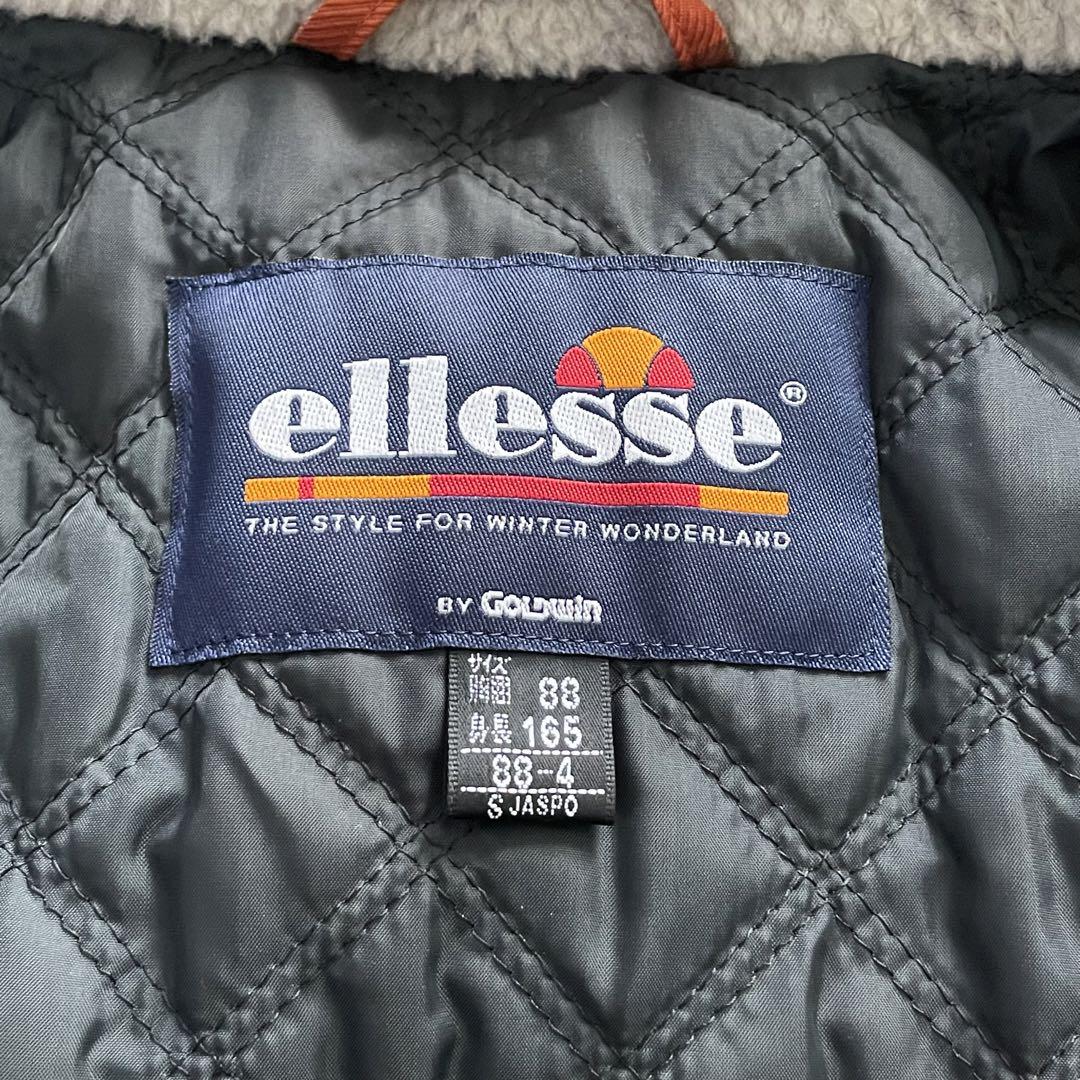 ellesse®
THE STYLE FOR WINTER WONDERLAND
BY GOLDWIN
サイズ
胸囲 88
身長 165
88-4
S JASPO